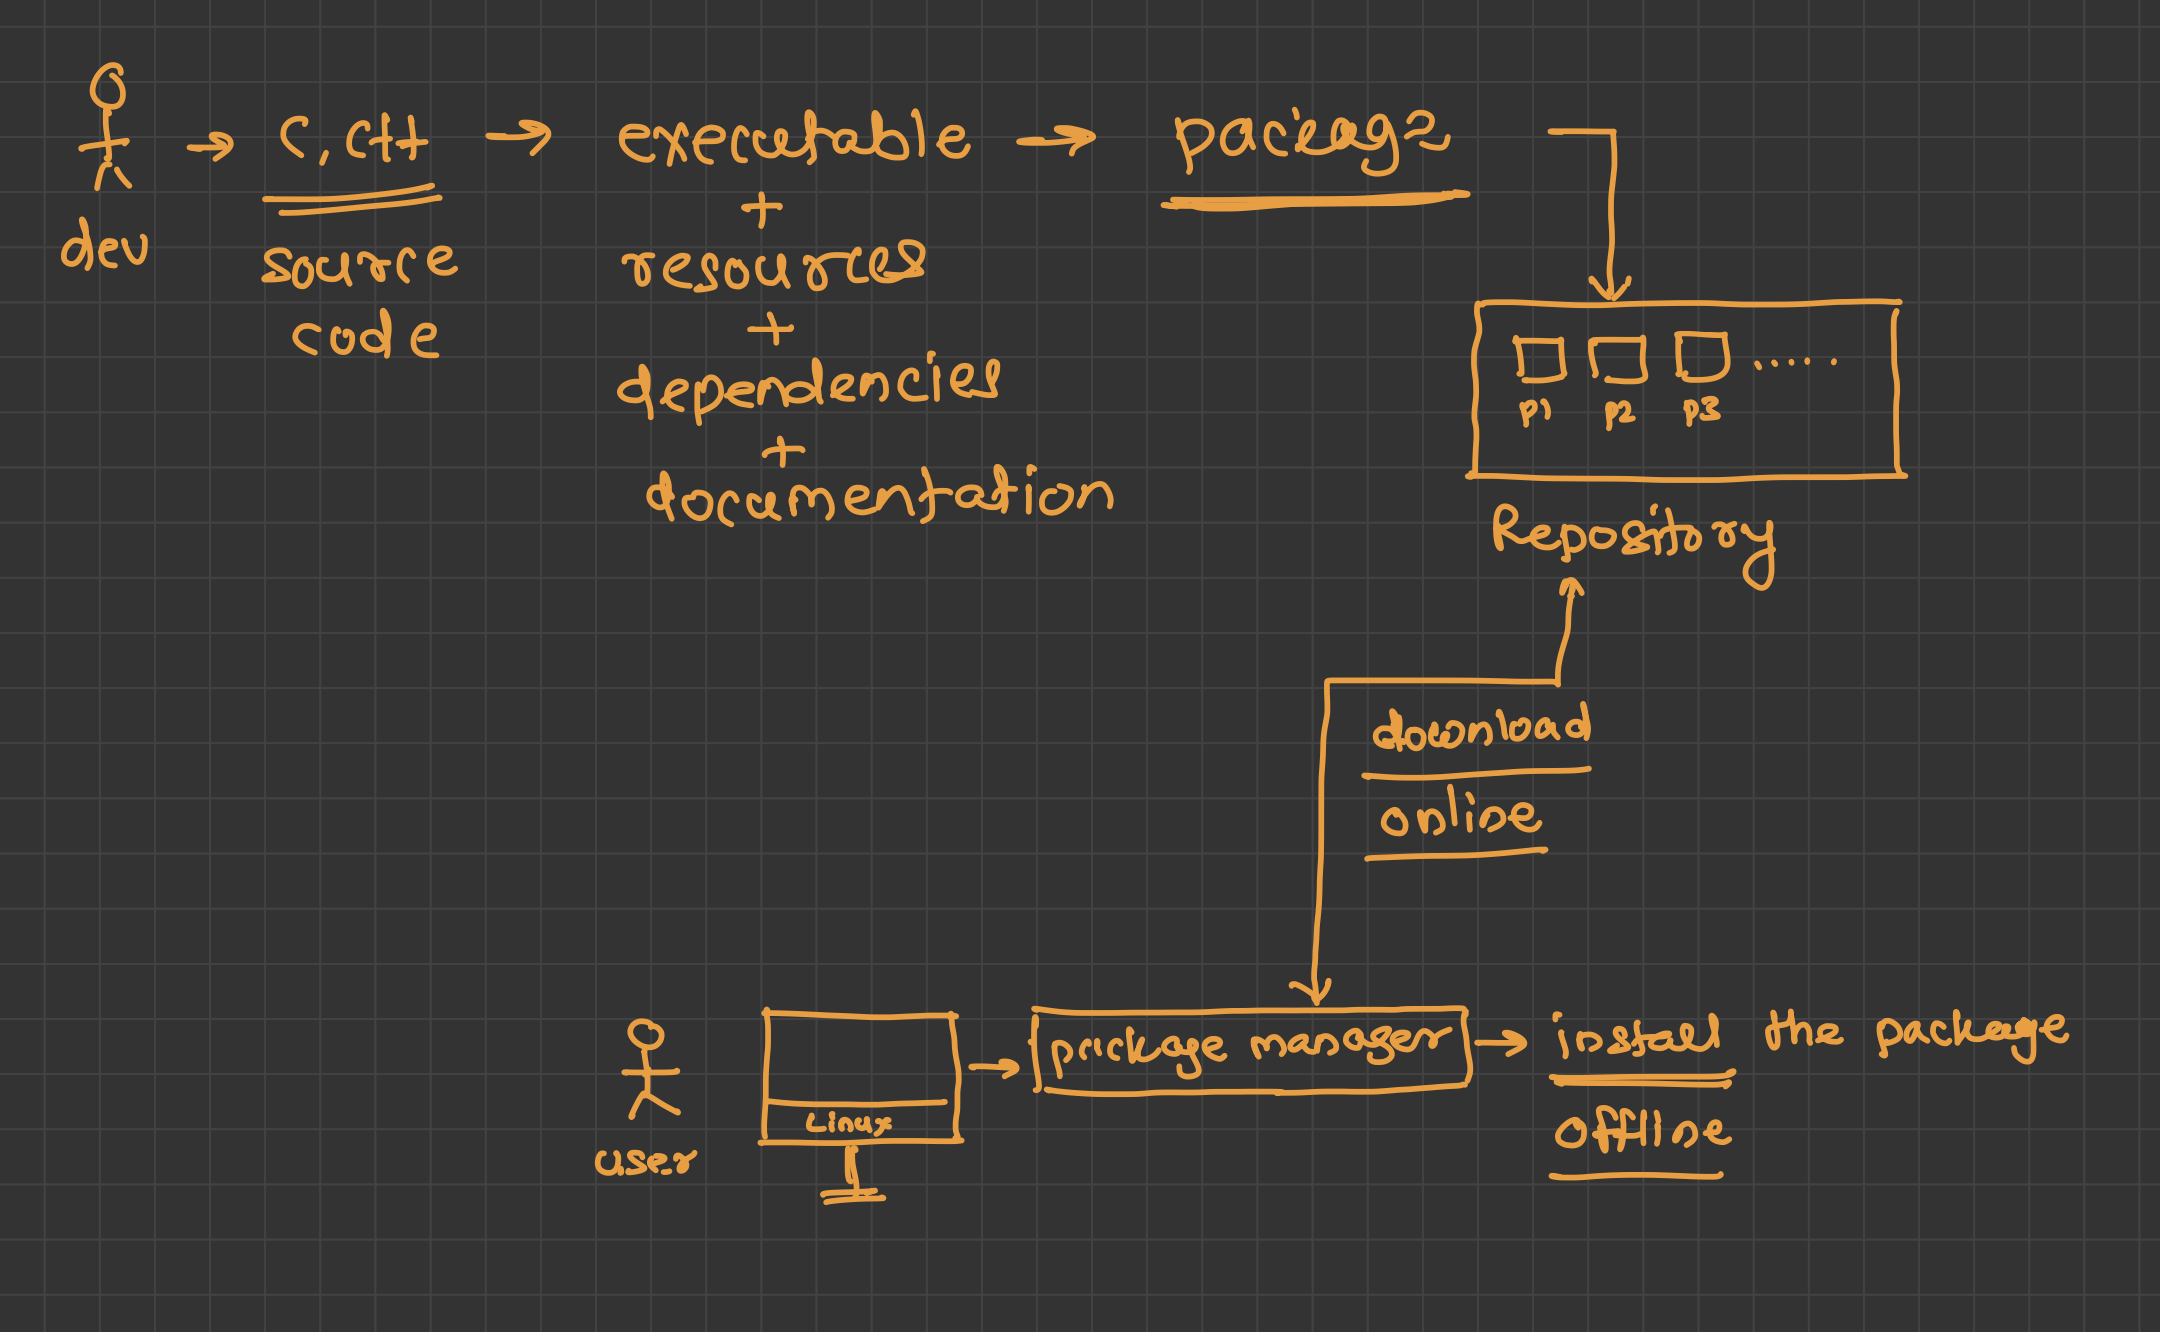 dev
C, C++
source
code
executable
+
resources
+
dependencies
+
documentation
package
p1 p2 p3 ......
Repository
download
online
user
Linux
package manager
install the package
offline